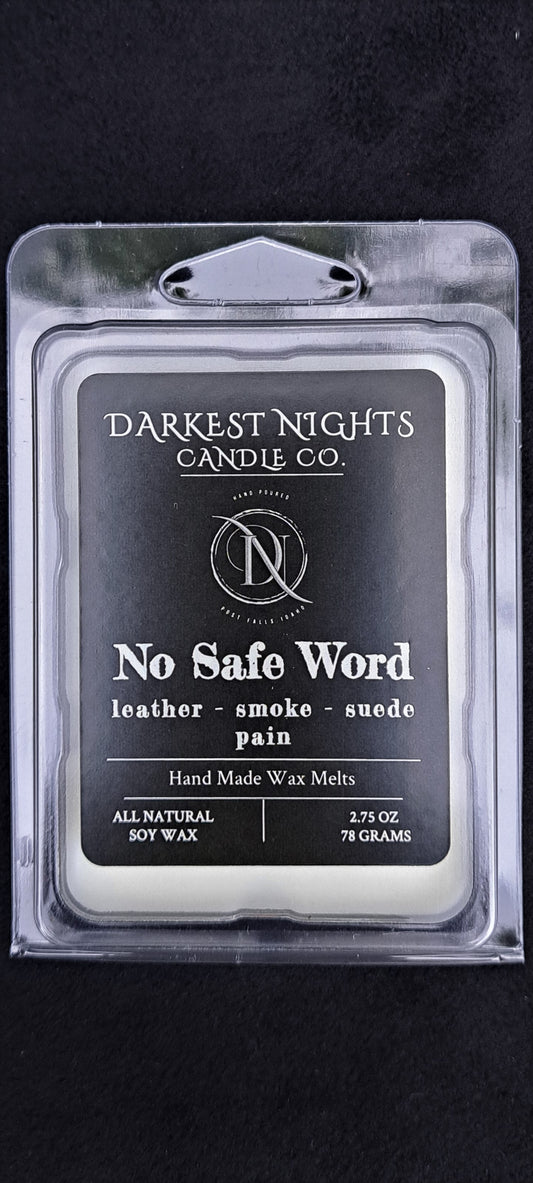 DARKEST NIGHTS
CANDLE CO.
HAND POURED
DN
POST FALLS, IDAHO
No Safe Word
leather - smoke - suede
pain
Hand Made Wax Melts
ALL NATURAL
SOY WAX
2.75 OZ
78 GRAMS